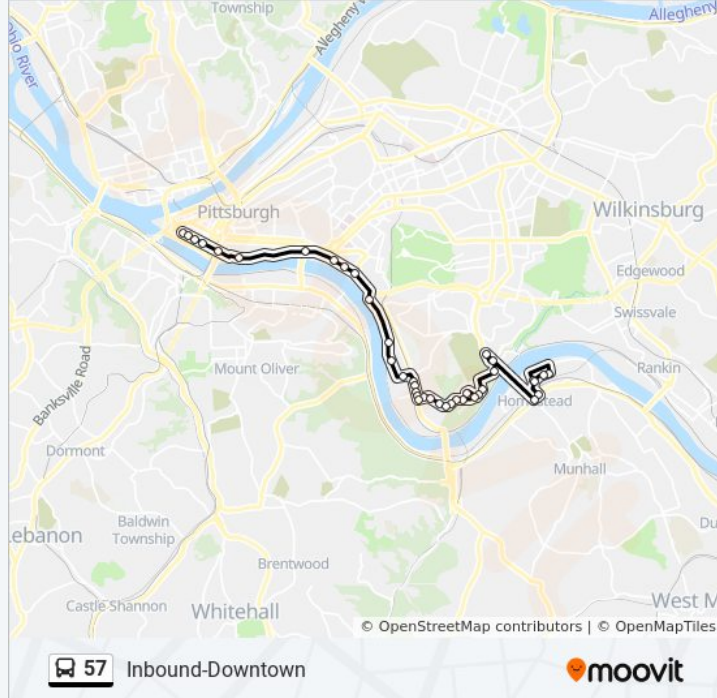 Township
Allegheny
Ohio River
Allegheny
Pittsburgh
Wilkinsburg
Edgewood
Swissvale
Mount Oliver
Rankin
Banksville Road
Homestead
Dormont
Munhall
Baldwin
Township
Lebanon
Du
Brentwood
Castle Shannon
Whitehall
West M
© OpenStreetMap contributors | © OpenMapTiles
57 Inbound-Downtown
moovit